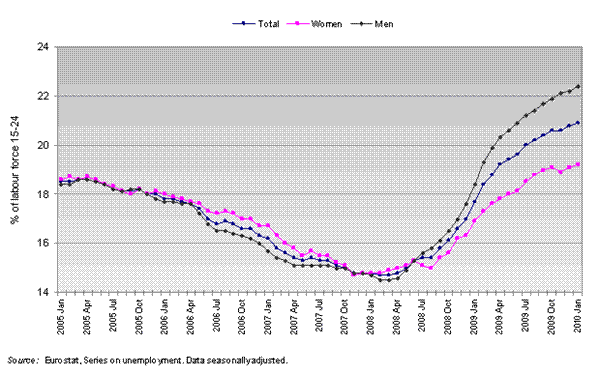 Total Women Men
24
22
20
18
16
14
% of labour force 15-24
2005 Jan
2005 Apr
2005 Jul
2005 Oct
2006 Jan
2006 Apr
2006 Jul
2006 Oct
2007 Jan
2007 Apr
2007 Jul
2007 Oct
2008 Jan
2008 Apr
2008 Jul
2008 Oct
2009 Jan
2009 Apr
2009 Jul
2009 Oct
2010 Jan
Source: Eurostat, Series on unemployment. Data seasonally adjusted.